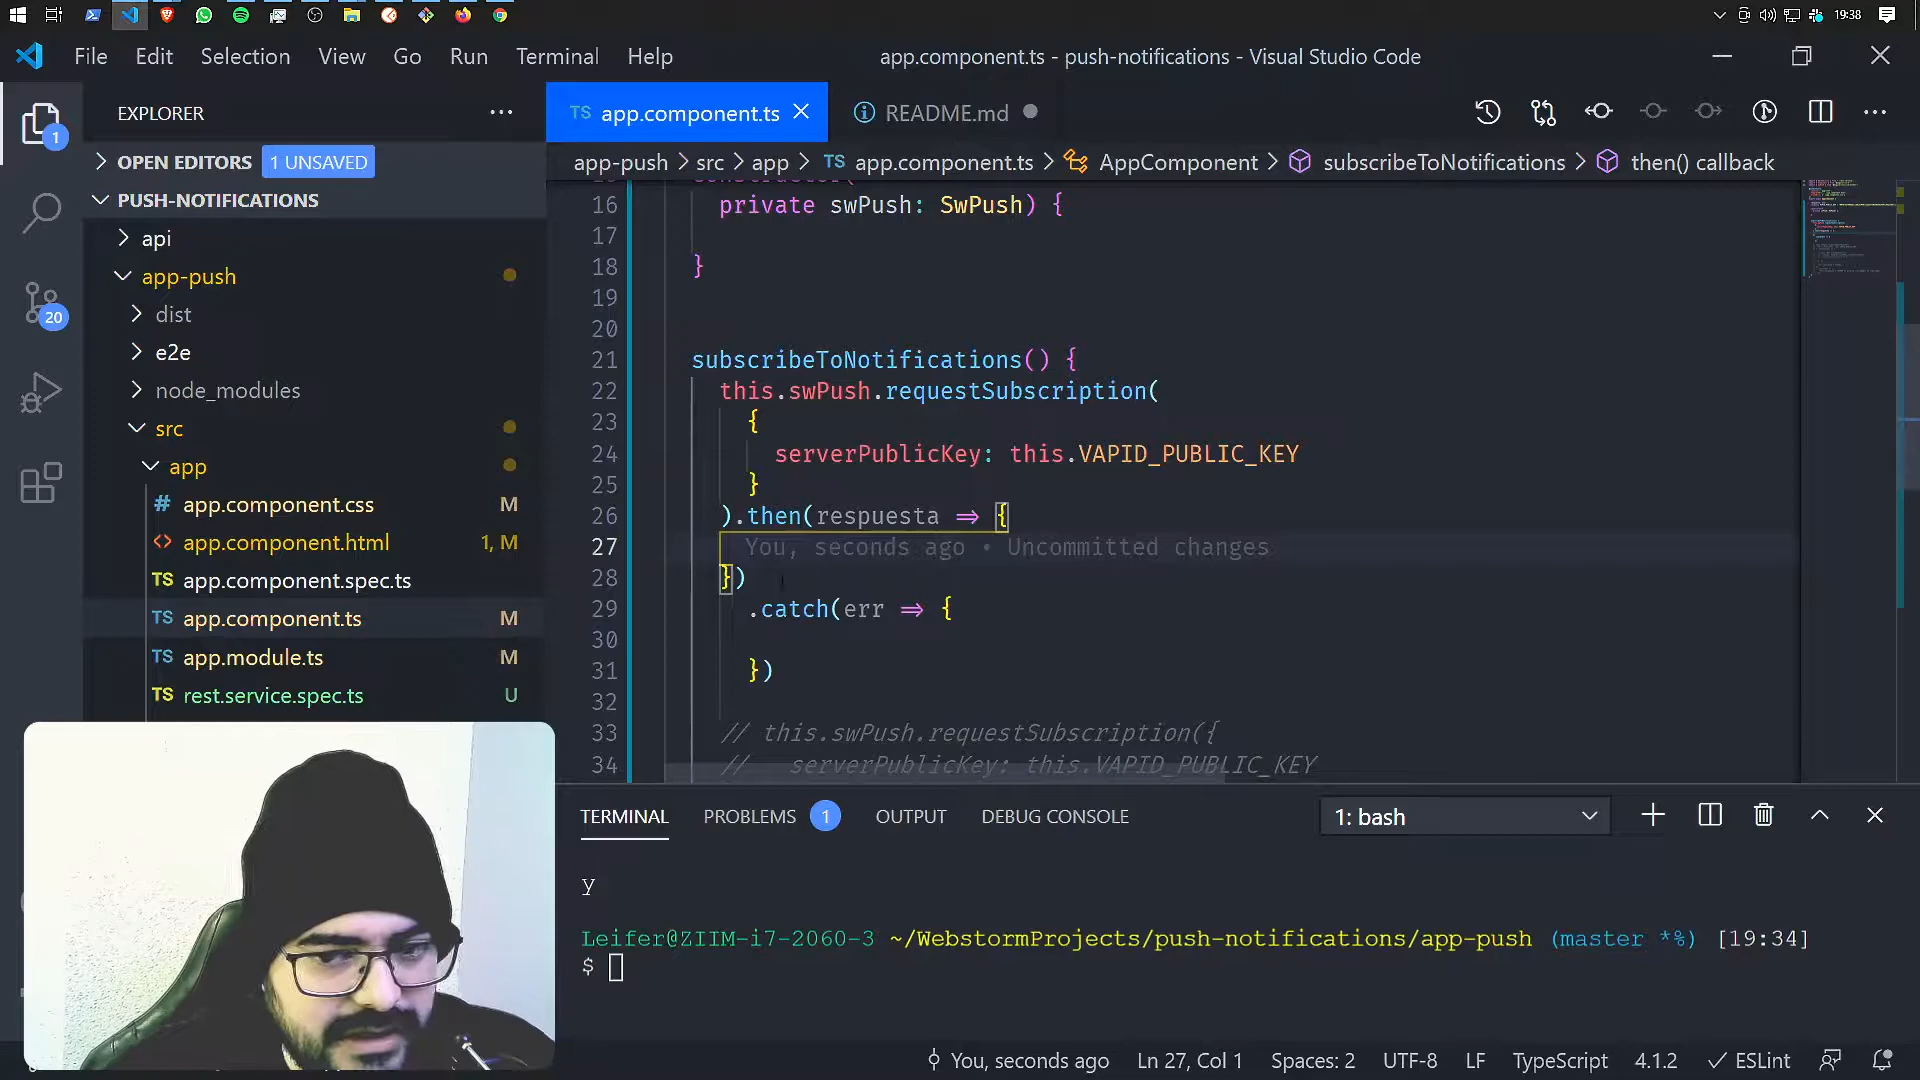 19:38
File Edit Selection View Go Run Terminal Help
app.component.ts - push-notifications - Visual Studio Code
EXPLORER
OPEN EDITORS 1 UNSAVED
PUSH-NOTIFICATIONS
api
app-push
dist
e2e
node_modules
src
app
# app.component.css M
<> app.component.html 1, M
TS app.component.spec.ts
TS app.component.ts M
TS app.module.ts M
TS rest.service.spec.ts U
1
20
TS app.component.ts
README.md
app-push > src > app > TS app.component.ts > AppComponent > subscribeToNotifications > then() callback
16 private swPush: SwPush) {
17
18 }
19
20
21 subscribeToNotifications() {
22 this.swPush.requestSubscription(
23 {
24 serverPublicKey: this.VAPID_PUBLIC_KEY
25 }
26 ).then(respuesta => {
27 You, seconds ago • Uncommitted changes
28 })
29 .catch(err => {
30
31 })
32
33 // this.swPush.requestSubscription({
34 // serverPublicKey: this.VAPID_PUBLIC_KEY
TERMINAL PROBLEMS 1 OUTPUT DEBUG CONSOLE
1: bash
y
Leifer@ZIIM-i7-2060-3 ~/WebstormProjects/push-notifications/app-push (master *%) [19:34]
$
You, seconds ago Ln 27, Col 1 Spaces: 2 UTF-8 LF TypeScript 4.1.2 ESLint